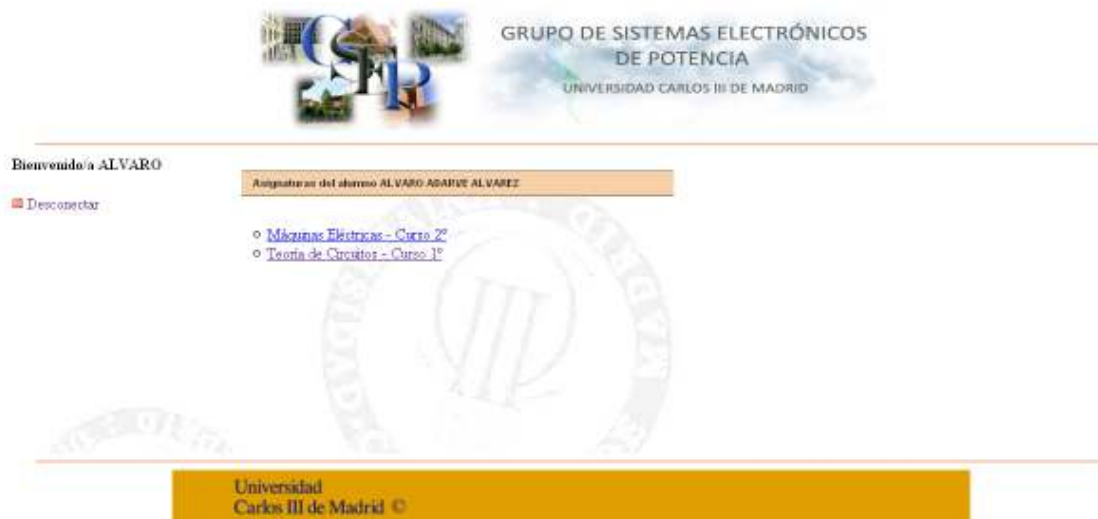 GSEP
GRUPO DE SISTEMAS ELECTRÓNICOS
DE POTENCIA
UNIVERSIDAD CARLOS III DE MADRID
Bienvenido/a ALVARO
Desconectar
Asignaturas del alumno ALVARO ADARVE ALVAREZ
Máquinas Eléctricas - Curso 2º
Teoría de Circuitos - Curso 1º
Universidad
Carlos III de Madrid ©